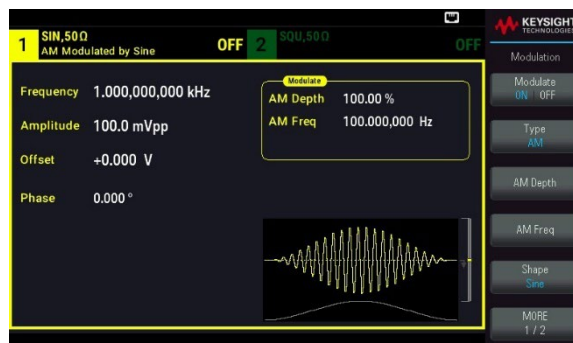 1 SIN,50Ω OFF
AM Modulated by Sine
2 SQU,50Ω OFF
KEYSIGHT
TECHNOLOGIES
Modulation
Frequency 1.000,000,000 kHz
Amplitude 100.0 mVpp
Offset +0.000 V
Phase 0.000 °
Modulate
AM Depth 100.00 %
AM Freq 100.000,000 Hz
Modulate
ON OFF
Type
AM
AM Depth
AM Freq
Shape
Sine
MORE
1 / 2